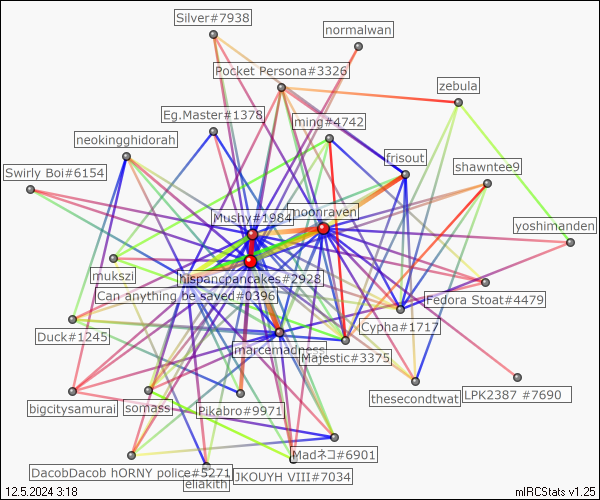 Silver#7938
normalwan
Pocket Persona#3326
zebula
Eg.Master#1378
ming#4742
neokingghidorah
frisout
shawntee9
Swirly Boi#6154
Mushy#1984
moonraven
yoshimanden
mukszi
hispancpancakes#2928
Can anything be saved#0396
Fedora Stoat#4479
Cypha#1717
Duck#1245
marcemadness
Majestic#3375
thesecondtwat
LPK2387 #7690
bigcitysamurai
somass
Pikabro#9971
Madネコ#6901
DacobDacob hORNY police#5271
JKOUYH VIII#7034
eliakith
12.5.2024 3:18
mIRCStats v1.25